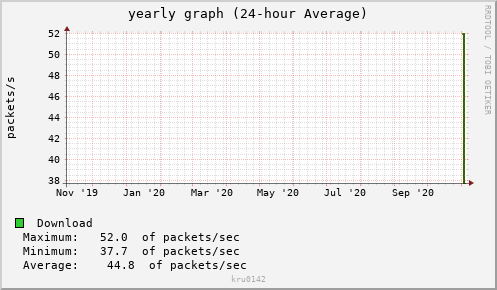 yearly graph (24-hour Average)
RRDTOOL / TOBI OETIKER
packets/s
52
50
48
46
44
42
40
38
Nov '19 Jan '20 Mar '20 May '20 Jul '20 Sep '20
Download
Maximum: 52.0 of packets/sec
Minimum: 37.7 of packets/sec
Average: 44.8 of packets/sec
kru0142